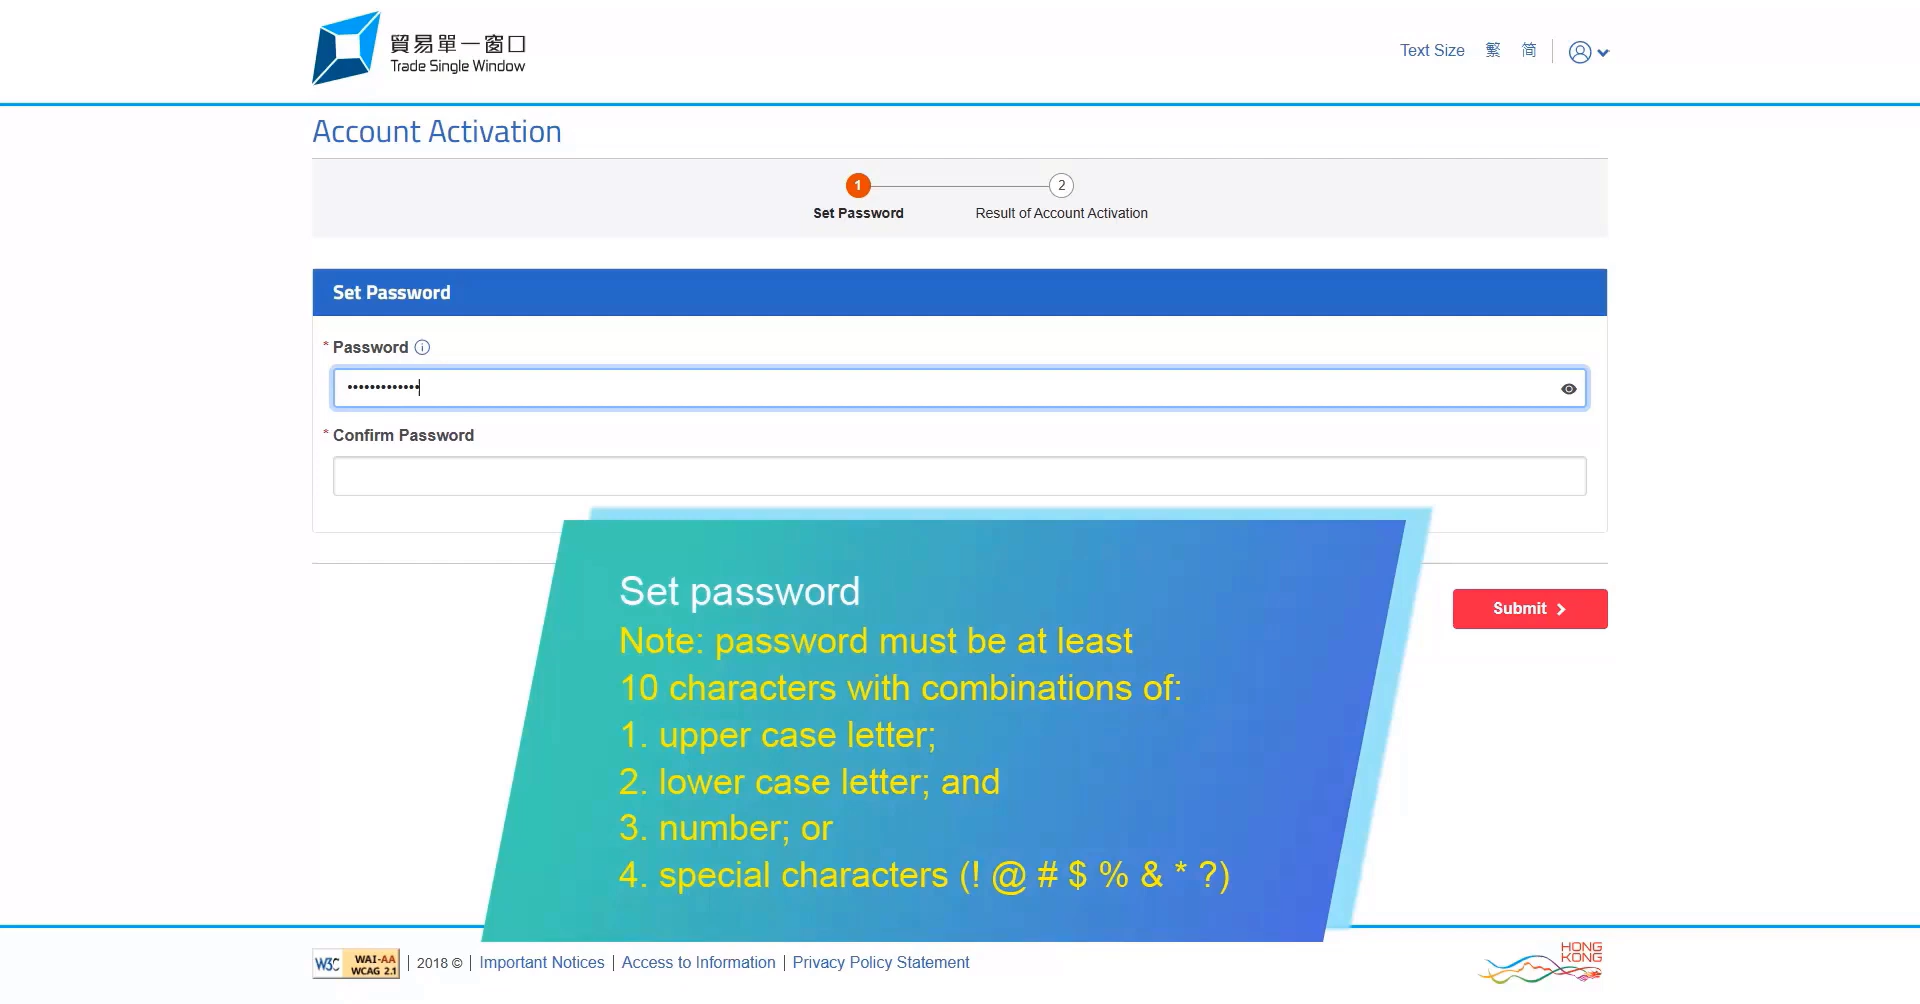 貿易單一窗口
Trade Single Window
Text Size 繁 简
Account Activation
1 2
Set Password Result of Account Activation
Set Password
* Password
•••••••••••••
* Confirm Password
Submit
Set password
Note: password must be at least
10 characters with combinations of:
1. upper case letter;
2. lower case letter; and
3. number; or
4. special characters (! @ # $ % & * ?)
W3C WAI-AA
WCAG 2.1
2018 © | Important Notices | Access to Information | Privacy Policy Statement
HONG
KONG